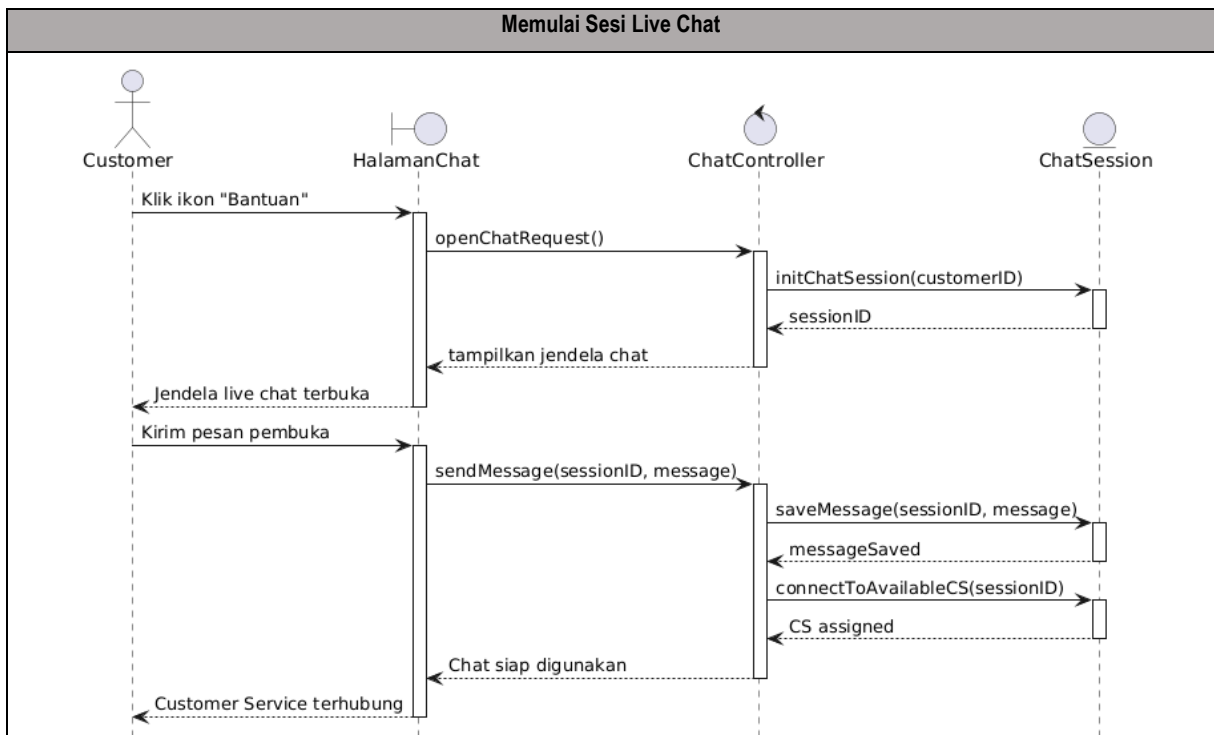 Memulai Sesi Live Chat
Customer
HalamanChat
ChatController
ChatSession
Klik ikon "Bantuan"
openChatRequest()
initChatSession(customerID)
sessionID
tampilkan jendela chat
Jendela live chat terbuka
Kirim pesan pembuka
sendMessage(sessionID, message)
saveMessage(sessionID, message)
messageSaved
connectToAvailableCS(sessionID)
CS assigned
Chat siap digunakan
Customer Service terhubung